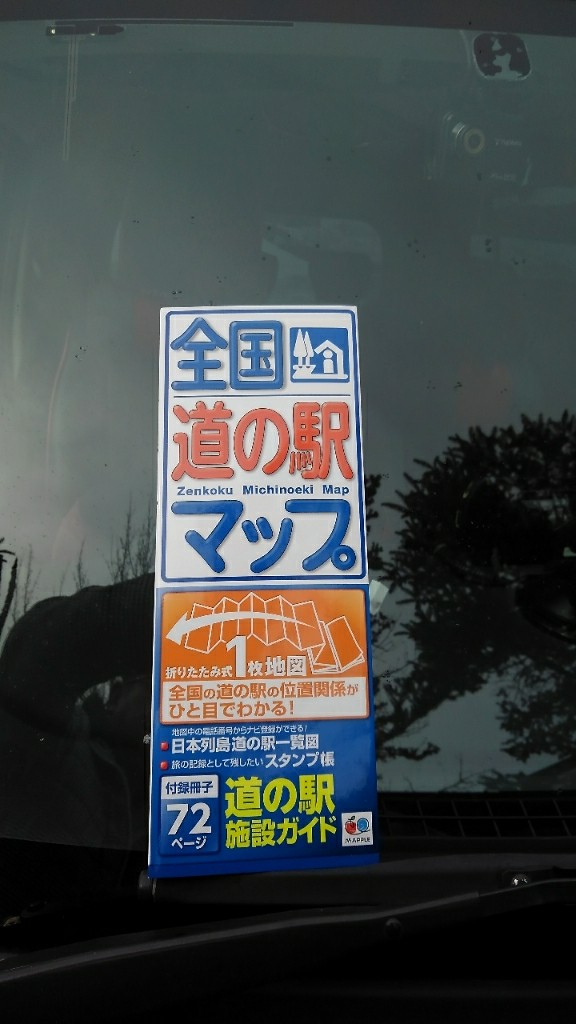 全国
道の駅
Zenkoku Michinoeki Map
マップ
折りたたみ式1枚地図
全国の道の駅の位置関係が
ひと目でわかる!
地図中の電話番号からナビ登録ができる!
日本列島道の駅一覧図
旅の記録として残したいスタンプ帳
付録冊子
72
ページ
道の駅
施設ガイド
MAPPLE